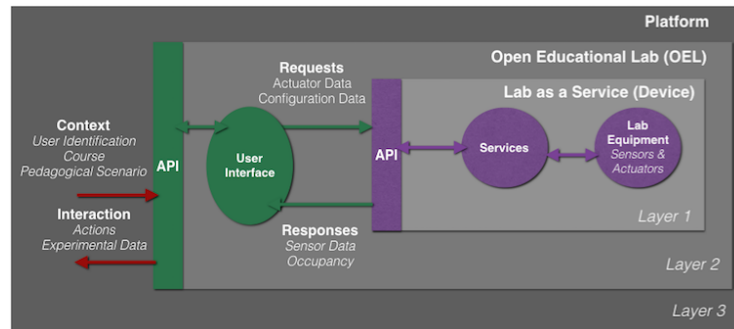 Platform
Open Educational Lab (OEL)
Requests
Actuator Data
Configuration Data
Lab as a Service (Device)
Context
User Identification
Course
Pedagogical Scenario
API
User
Interface
API
Services
Lab
Equipment
Sensors &
Actuators
Interaction
Actions
Experimental Data
Responses
Sensor Data
Occupancy
Layer 1
Layer 2
Layer 3